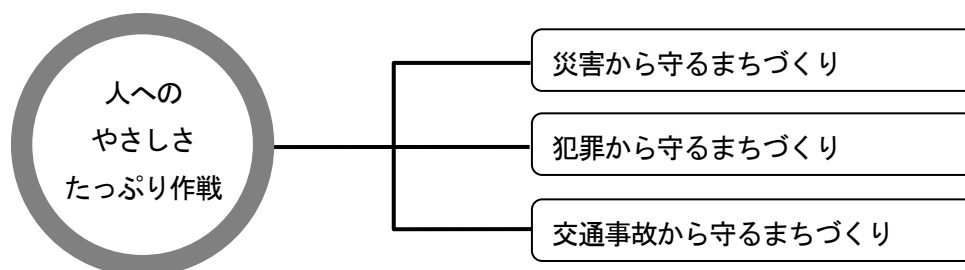 人への
やさしさ
たっぷり作戦
災害から守るまちづくり
犯罪から守るまちづくり
交通事故から守るまちづくり